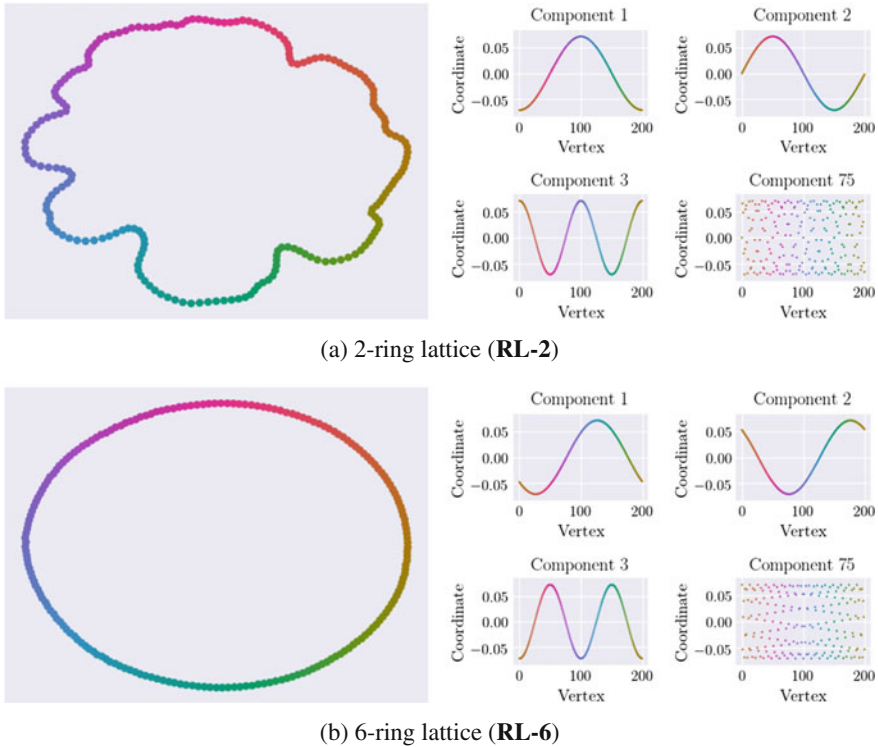 Component 1
Component 2
Coordinate
0.05
0.00
−0.05
0 100 200
Vertex
Coordinate
0.05
0.00
−0.05
0 100 200
Vertex
Component 3
Component 75
Coordinate
0.05
0.00
−0.05
0 100 200
Vertex
Coordinate
0.05
0.00
−0.05
0 100 200
Vertex
(a) 2-ring lattice (RL-2)
Component 1
Component 2
Coordinate
0.05
0.00
−0.05
0 100 200
Vertex
Coordinate
0.05
0.00
−0.05
0 100 200
Vertex
Component 3
Component 75
Coordinate
0.05
0.00
−0.05
0 100 200
Vertex
Coordinate
0.05
0.00
−0.05
0 100 200
Vertex
(b) 6-ring lattice (RL-6)